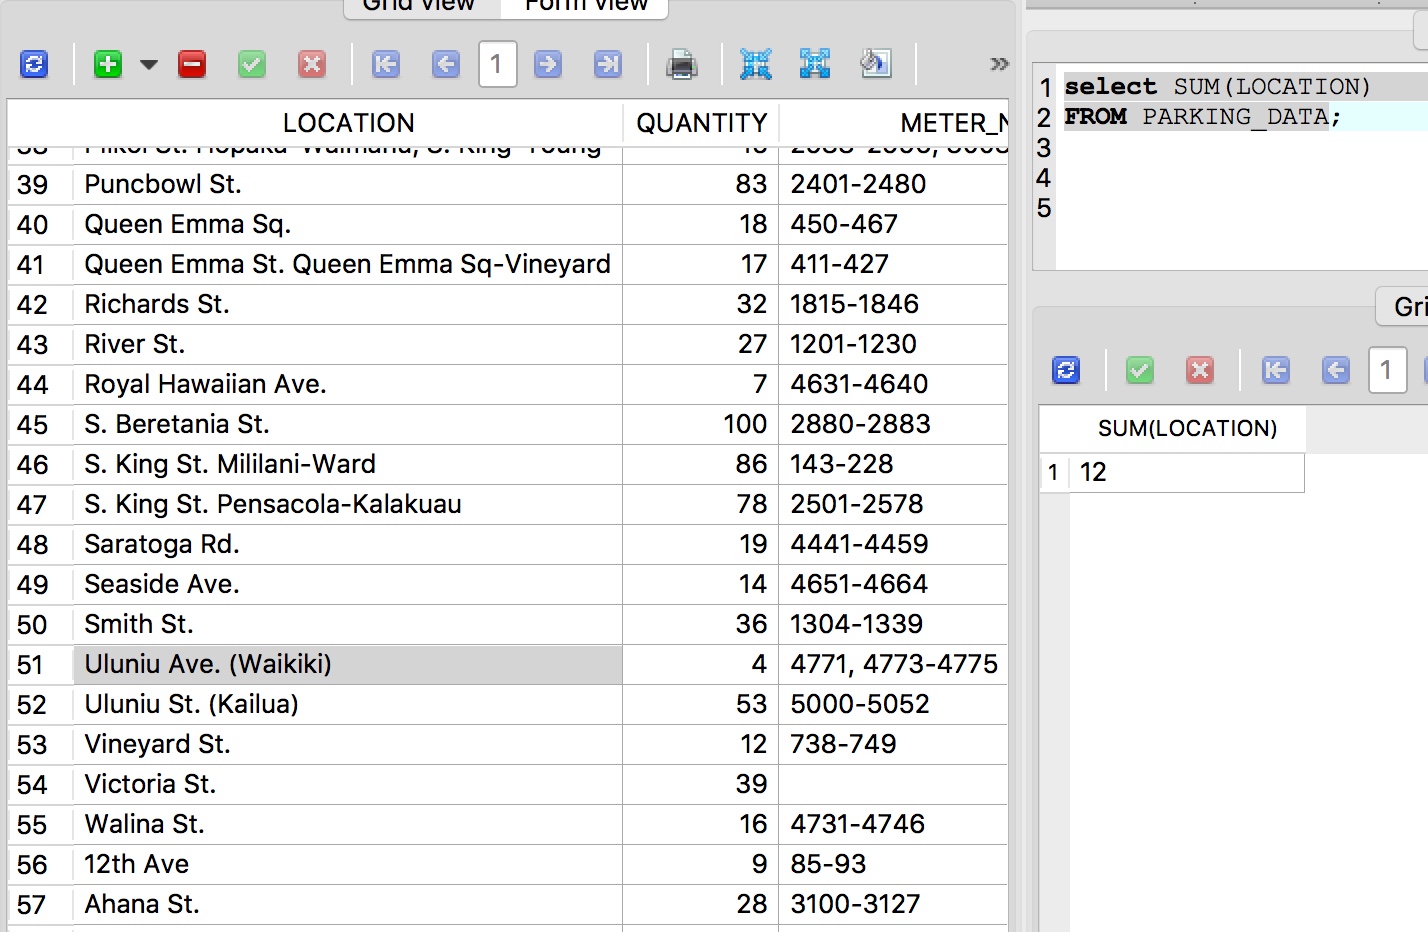 Grid view Form view
1
LOCATION QUANTITY METER_N
39 Puncbowl St. 83 2401-2480
40 Queen Emma Sq. 18 450-467
41 Queen Emma St. Queen Emma Sq-Vineyard 17 411-427
42 Richards St. 32 1815-1846
43 River St. 27 1201-1230
44 Royal Hawaiian Ave. 7 4631-4640
45 S. Beretania St. 100 2880-2883
46 S. King St. Mililani-Ward 86 143-228
47 S. King St. Pensacola-Kalakuau 78 2501-2578
48 Saratoga Rd. 19 4441-4459
49 Seaside Ave. 14 4651-4664
50 Smith St. 36 1304-1339
51 Uluniu Ave. (Waikiki) 4 4771, 4773-4775
52 Uluniu St. (Kailua) 53 5000-5052
53 Vineyard St. 12 738-749
54 Victoria St. 39
55 Walina St. 16 4731-4746
56 12th Ave 9 85-93
57 Ahana St. 28 3100-3127
1 select SUM(LOCATION)
2 FROM PARKING_DATA;
3
4
5
Gri
1
SUM(LOCATION)
1 12